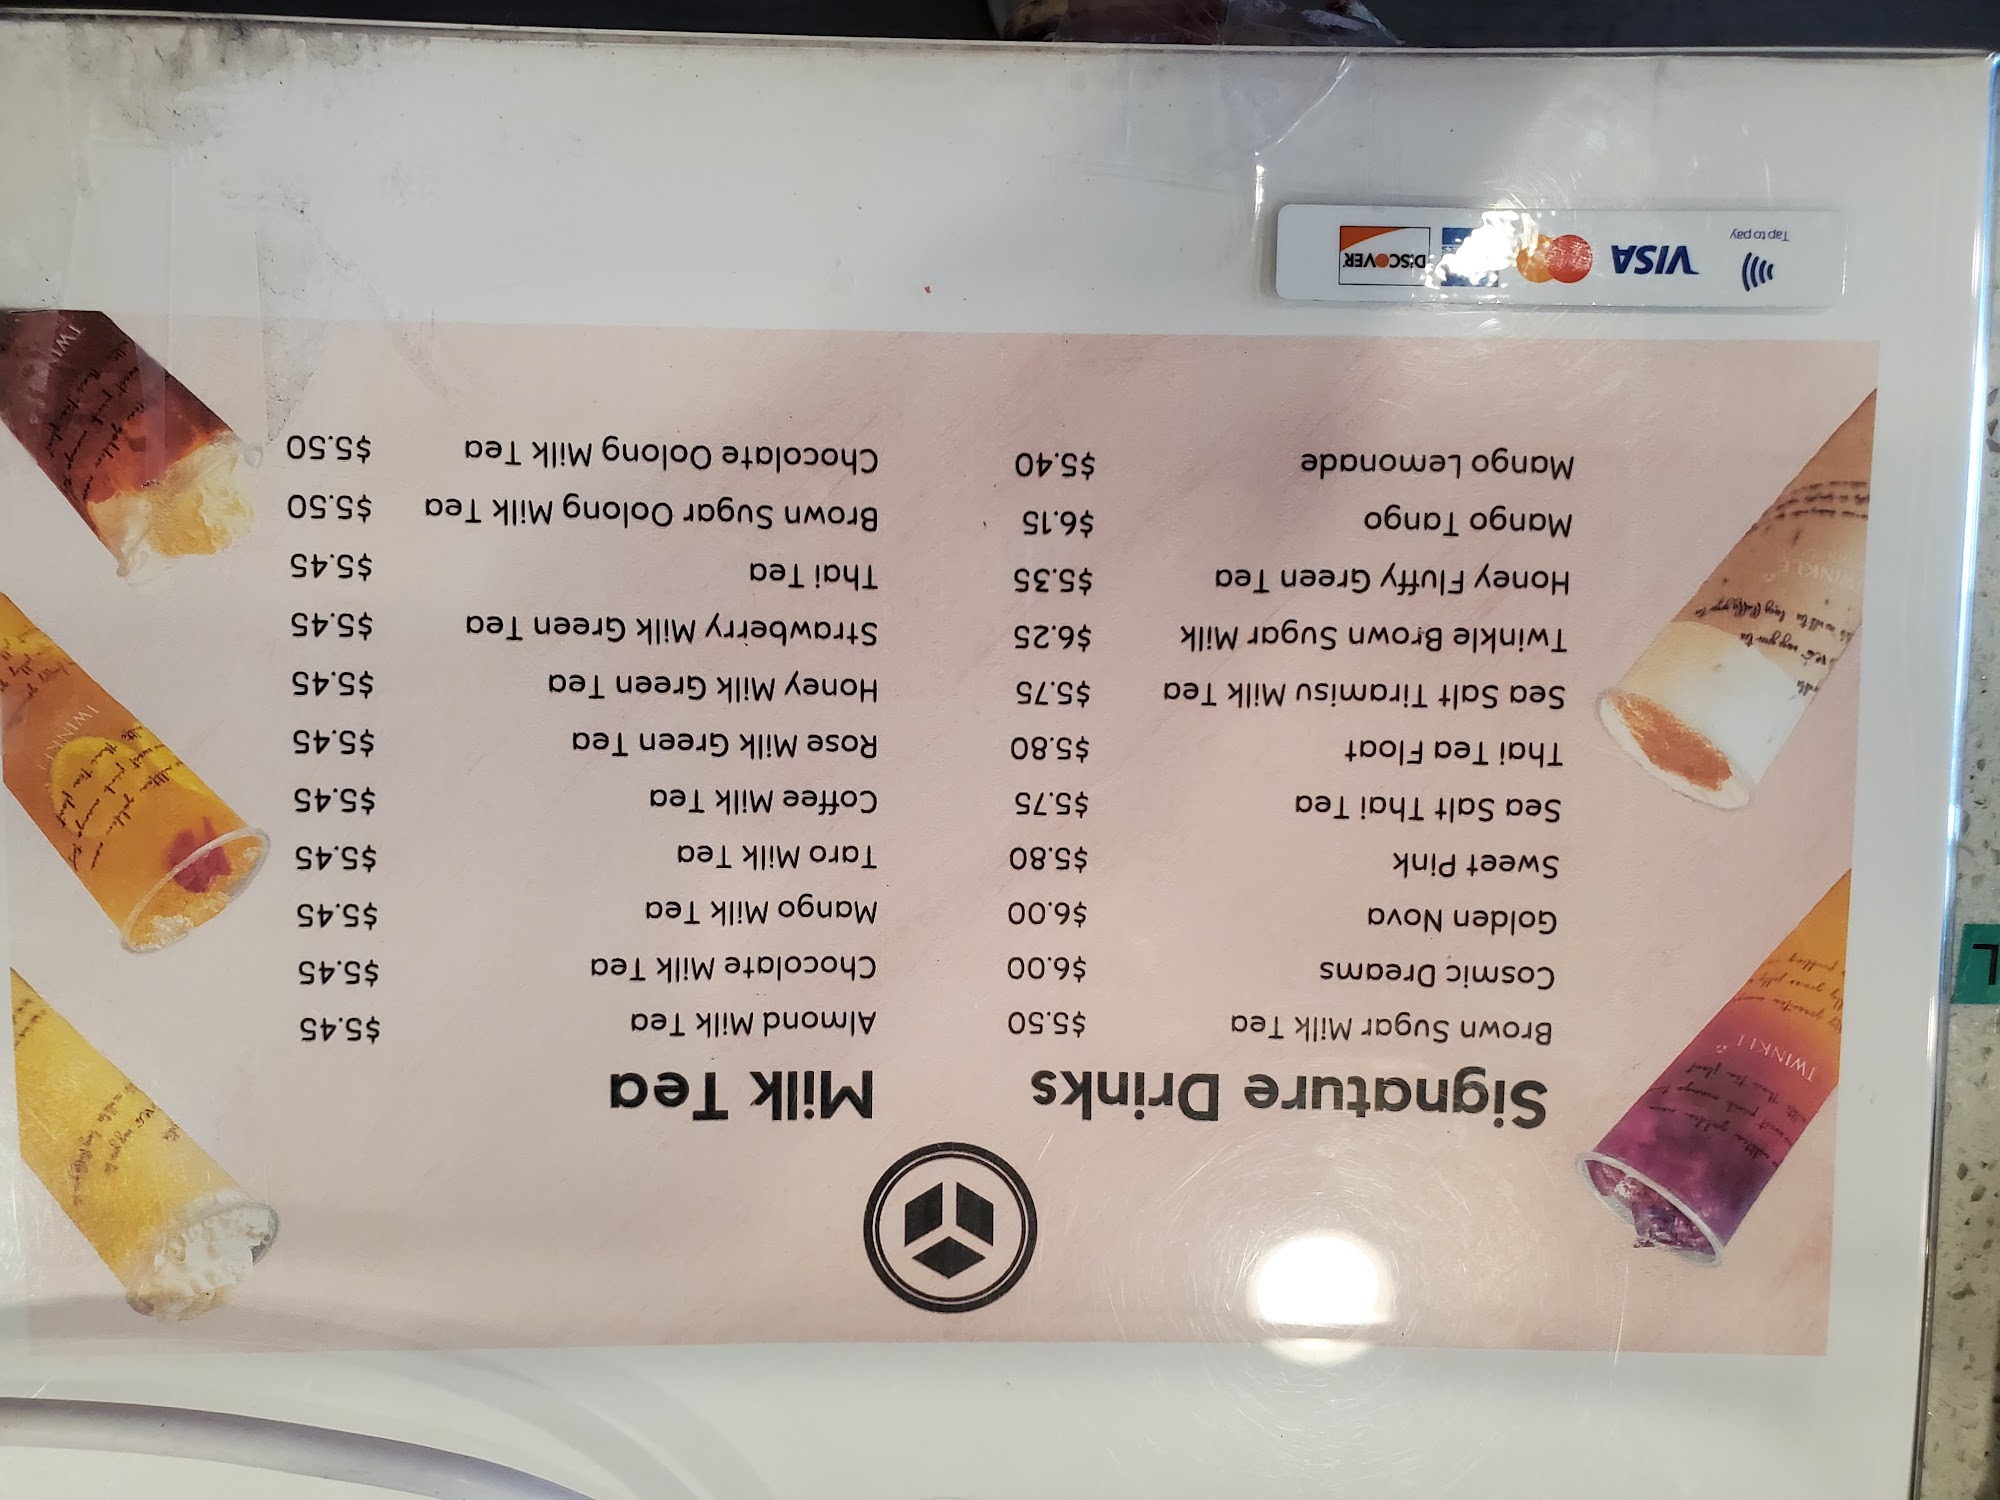 Signature Drinks
Brown Sugar Milk Tea $5.50
Cosmic Dreams $6.00
Golden Nova $6.00
Sweet Pink $5.80
Sea Salt Thai Tea $5.75
Thai Tea Float $5.80
Sea Salt Tiramisu Milk Tea $5.75
Twinkle Brown Sugar Milk $6.25
Honey Fluffy Green Tea $5.35
Mango Tango $6.15
Mango Lemonade $5.40
Milk Tea
Almond Milk Tea $5.45
Chocolate Milk Tea $5.45
Mango Milk Tea $5.45
Taro Milk Tea $5.45
Coffee Milk Tea $5.45
Rose Milk Green Tea $5.45
Honey Milk Green Tea $5.45
Strawberry Milk Green Tea $5.45
Thai Tea $5.45
Brown Sugar Oolong Milk Tea $5.50
Chocolate Oolong Milk Tea $5.50
TWINKLE
Tap to pay
VISA
DISCOVER